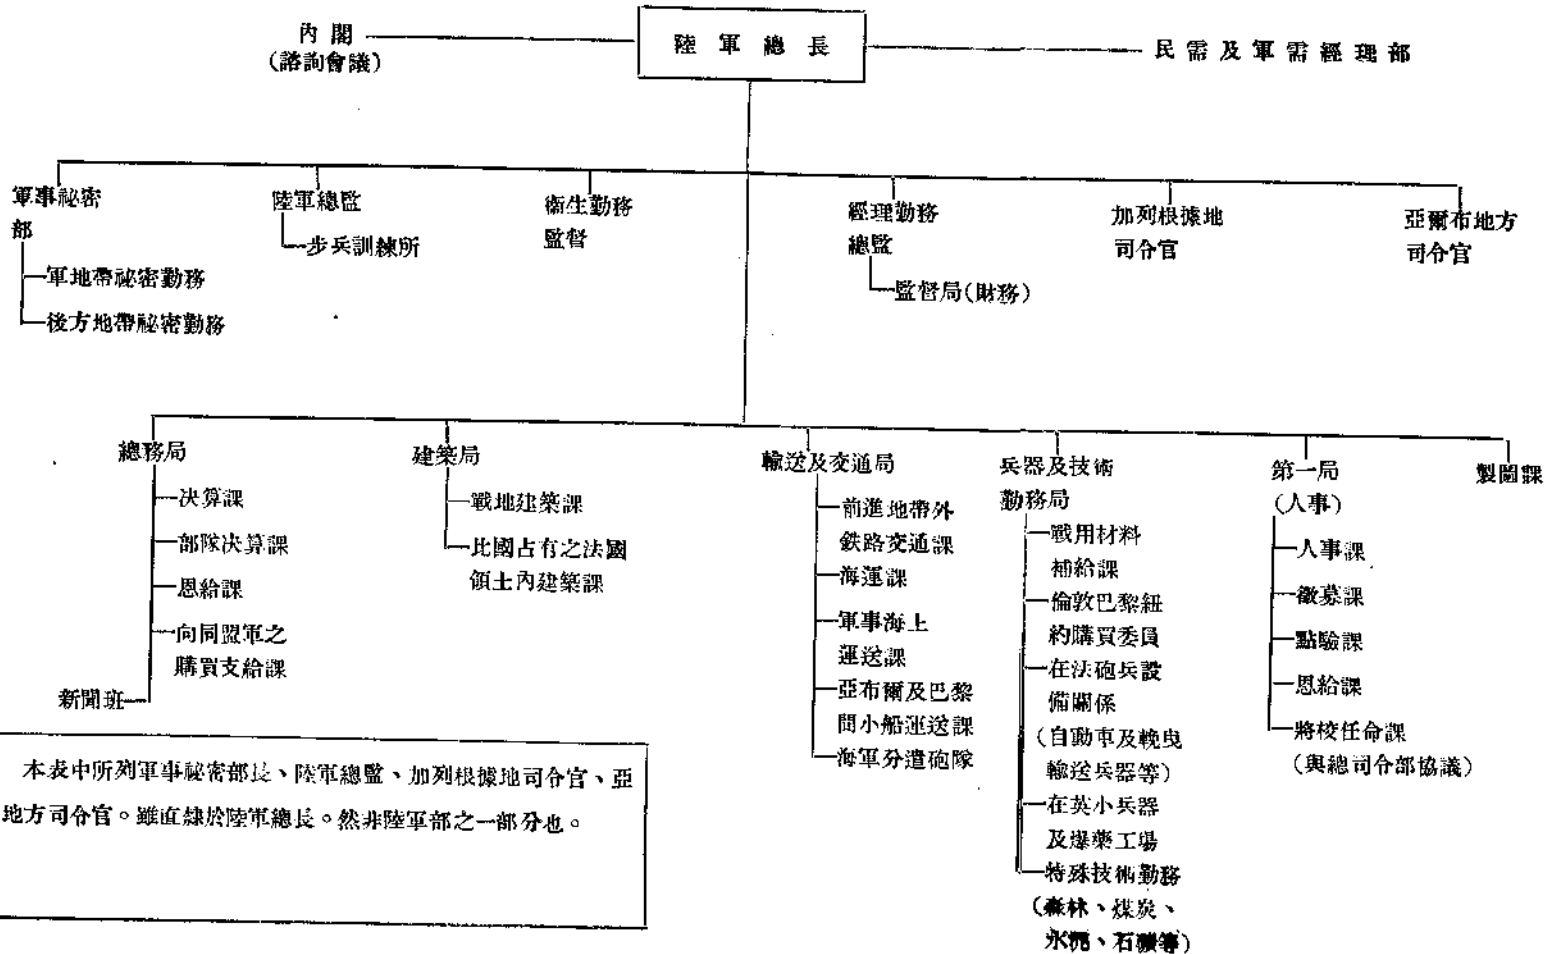 內閣
(諮詢會議)
陸軍總長
民需及軍需經理部
軍事祕密
部
軍地帶祕密勤務
後方地帶祕密勤務
陸軍總監
步兵訓練所
衞生勤務
監督
經理勤務
總監
監督局(財務)
加列根據地
司令官
亞爾布地方
司令官
總務局
决算課
部隊决算課
恩給課
向同盟軍之
購買支給課
新聞班
建築局
戰地建築課
比國占有之法國
領土內建築課
輸送及交通局
前進地帶外
鉄路交通課
海運課
軍事海上
運送課
亞布爾及巴黎
間小船運送課
海軍分遣砲隊
兵器及技術
勤務局
戰用材料
補給課
倫敦巴黎紐
約購買委員
在法砲兵設
備關係
(自動車及輓曳
輸送兵器等)
在英小兵器
及爆藥工場
特殊技術勤務
(森林、煤炭、
水泥、石礦等)
第一局
(人事)
人事課
徵募課
點驗課
恩給課
將校任命課
(與總司令部協議)
製圖課
本表中所列軍事祕密部長、陸軍總監、加列根據地司令官、亞
地方司令官。雖直隸於陸軍總長。然非陸軍部之一部分也。